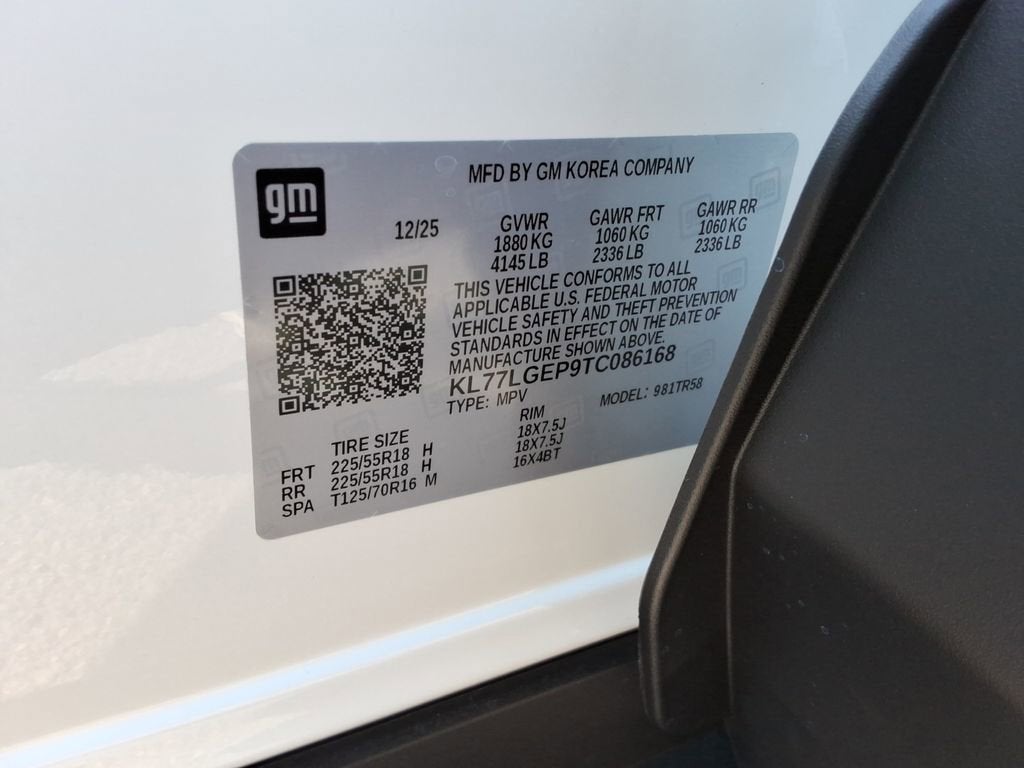 gm
MFD BY GM KOREA COMPANY
12/25
GVWR
1880 KG
4145 LB
GAWR FRT
1060 KG
2336 LB
GAWR RR
1060 KG
2336 LB
THIS VEHICLE CONFORMS TO ALL
APPLICABLE U.S. FEDERAL MOTOR
VEHICLE SAFETY AND THEFT PREVENTION
STANDARDS IN EFFECT ON THE DATE OF
MANUFACTURE SHOWN ABOVE.
KL77LGEP9TC086168
TYPE: MPV
MODEL: 981TR58
TIRE SIZE
RIM
FRT 225/55R18 H 18X7.5J
RR 225/55R18 H 18X7.5J
SPA T125/70R16 M 16X4BT